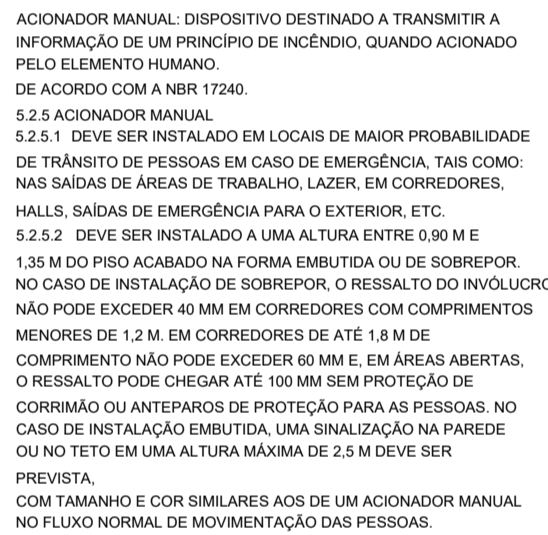 ACIONADOR MANUAL: DISPOSITIVO DESTINADO A TRANSMITIR A
INFORMAÇÃO DE UM PRINCÍPIO DE INCÊNDIO, QUANDO ACIONADO
PELO ELEMENTO HUMANO.
DE ACORDO COM A NBR 17240.
5.2.5 ACIONADOR MANUAL
5.2.5.1 DEVE SER INSTALADO EM LOCAIS DE MAIOR PROBABILIDADE
DE TRÂNSITO DE PESSOAS EM CASO DE EMERGÊNCIA, TAIS COMO:
NAS SAÍDAS DE ÁREAS DE TRABALHO, LAZER, EM CORREDORES,
HALLS, SAÍDAS DE EMERGÊNCIA PARA O EXTERIOR, ETC.
5.2.5.2 DEVE SER INSTALADO A UMA ALTURA ENTRE 0,90 M E
1,35 M DO PISO ACABADO NA FORMA EMBUTIDA OU DE SOBREPOR.
NO CASO DE INSTALAÇÃO DE SOBREPOR, O RESSALTO DO INVÓLUCRO
NÃO PODE EXCEDER 40 MM EM CORREDORES COM COMPRIMENTOS
MENORES DE 1,2 M. EM CORREDORES DE ATÉ 1,8 M DE
COMPRIMENTO NÃO PODE EXCEDER 60 MM E, EM ÁREAS ABERTAS,
O RESSALTO PODE CHEGAR ATÉ 100 MM SEM PROTEÇÃO DE
CORRIMÃO OU ANTEPAROS DE PROTEÇÃO PARA AS PESSOAS. NO
CASO DE INSTALAÇÃO EMBUTIDA, UMA SINALIZAÇÃO NA PAREDE
OU NO TETO EM UMA ALTURA MÁXIMA DE 2,5 M DEVE SER
PREVISTA,
COM TAMANHO E COR SIMILARES AOS DE UM ACIONADOR MANUAL
NO FLUXO NORMAL DE MOVIMENTAÇÃO DAS PESSOAS.